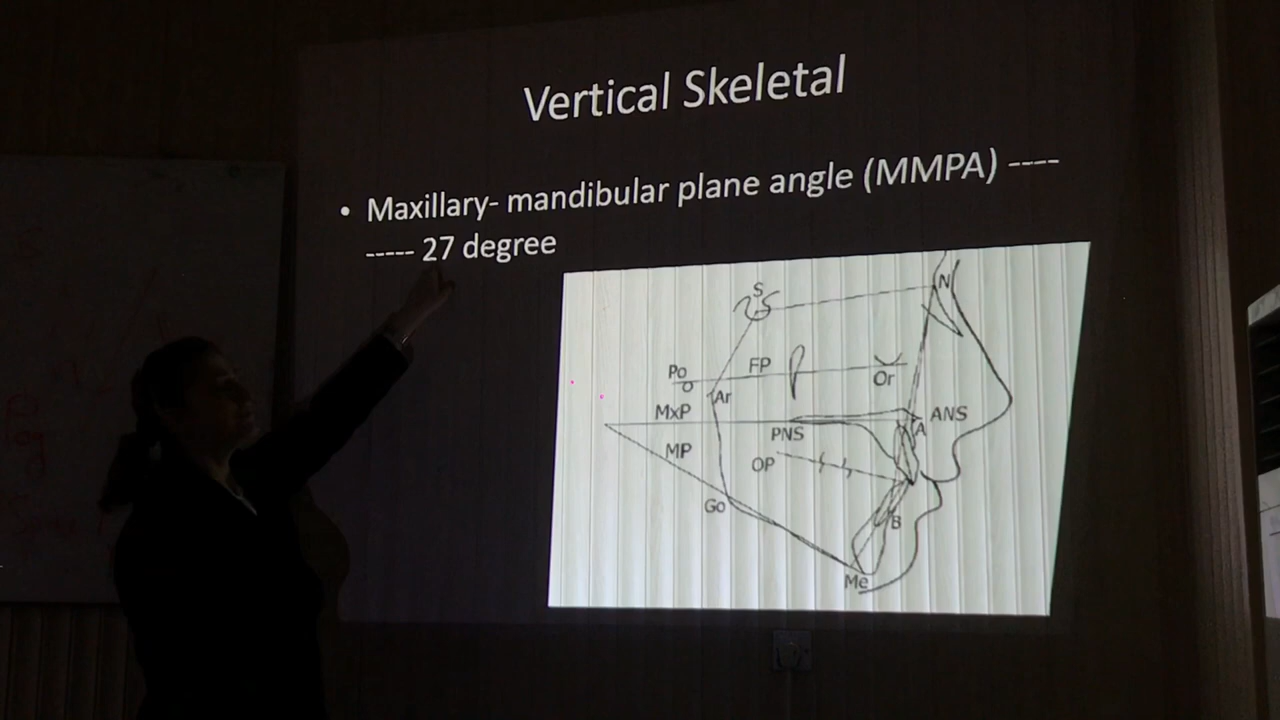 Vertical Skeletal
• Maxillary- mandibular plane angle (MMPA) ----
----- 27 degree
S
N
Po
FP
Or
Ar
MxP
ANS
A
PNS
MP
OP
Go
B
Me